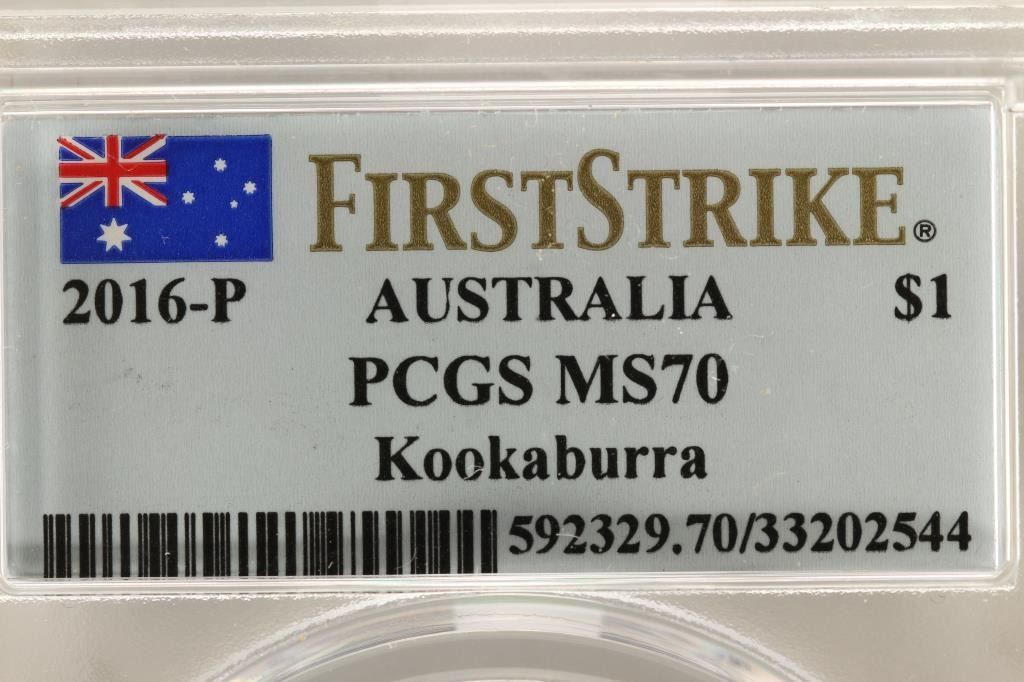 FIRSTSTRIKE®
2016-P AUSTRALIA $1
PCGS MS70
Kookaburra
592329.70/33202544